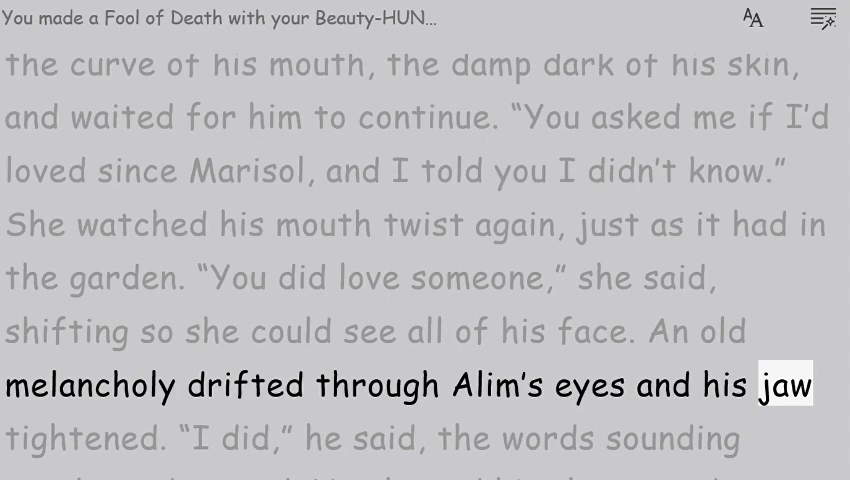 You made a Fool of Death with your Beauty-HUN...
the curve of his mouth, the damp dark of his skin,
and waited for him to continue. “You asked me if I’d
loved since Marisol, and I told you I didn’t know.”
She watched his mouth twist again, just as it had in
the garden. “You did love someone,” she said,
shifting so she could see all of his face. An old
melancholy drifted through Alim’s eyes and his jaw
tightened. “I did,” he said, the words sounding